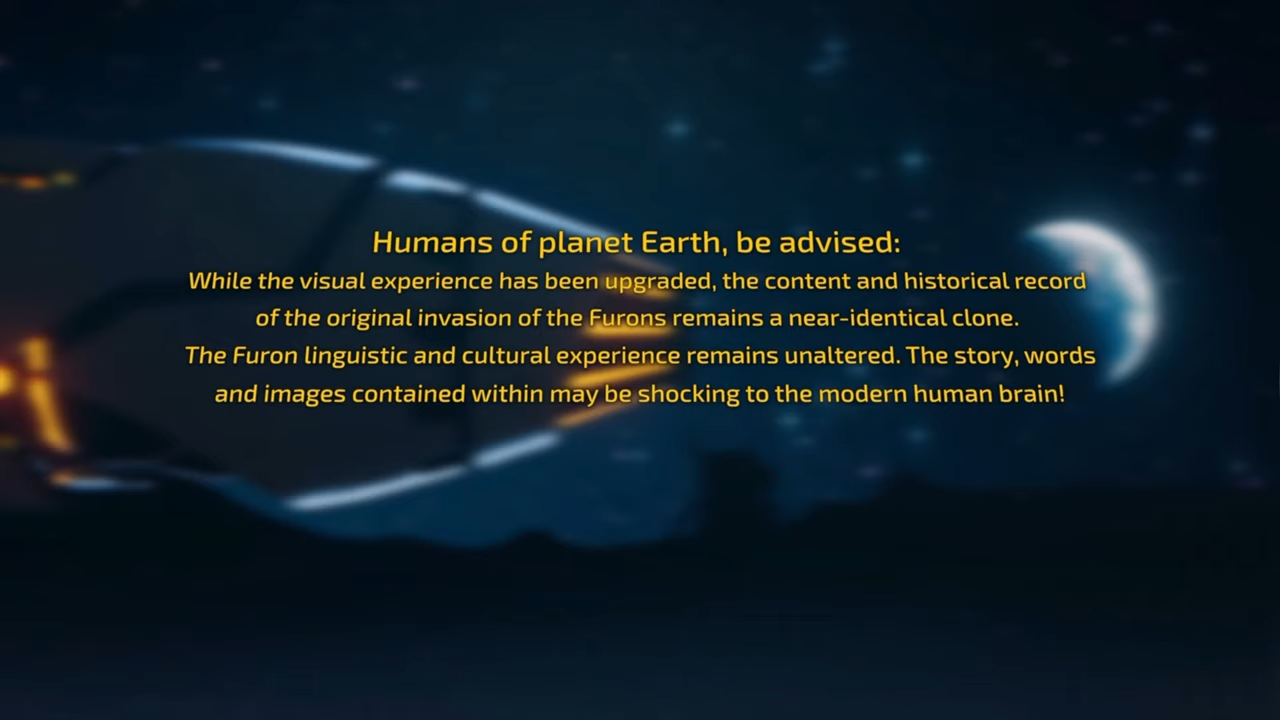 Humans of planet Earth, be advised:
While the visual experience has been upgraded, the content and historical record
of the original invasion of the Furons remains a near-identical clone.
The Furon linguistic and cultural experience remains unaltered. The story, words
and images contained within may be shocking to the modern human brain!